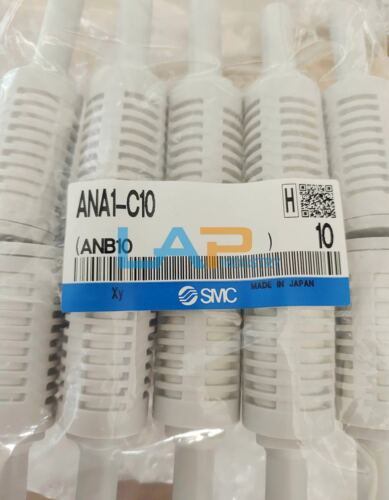 ANA1-C10
H
(ANB10 )
10
LAP
Xy
SMC
MADE IN JAPAN